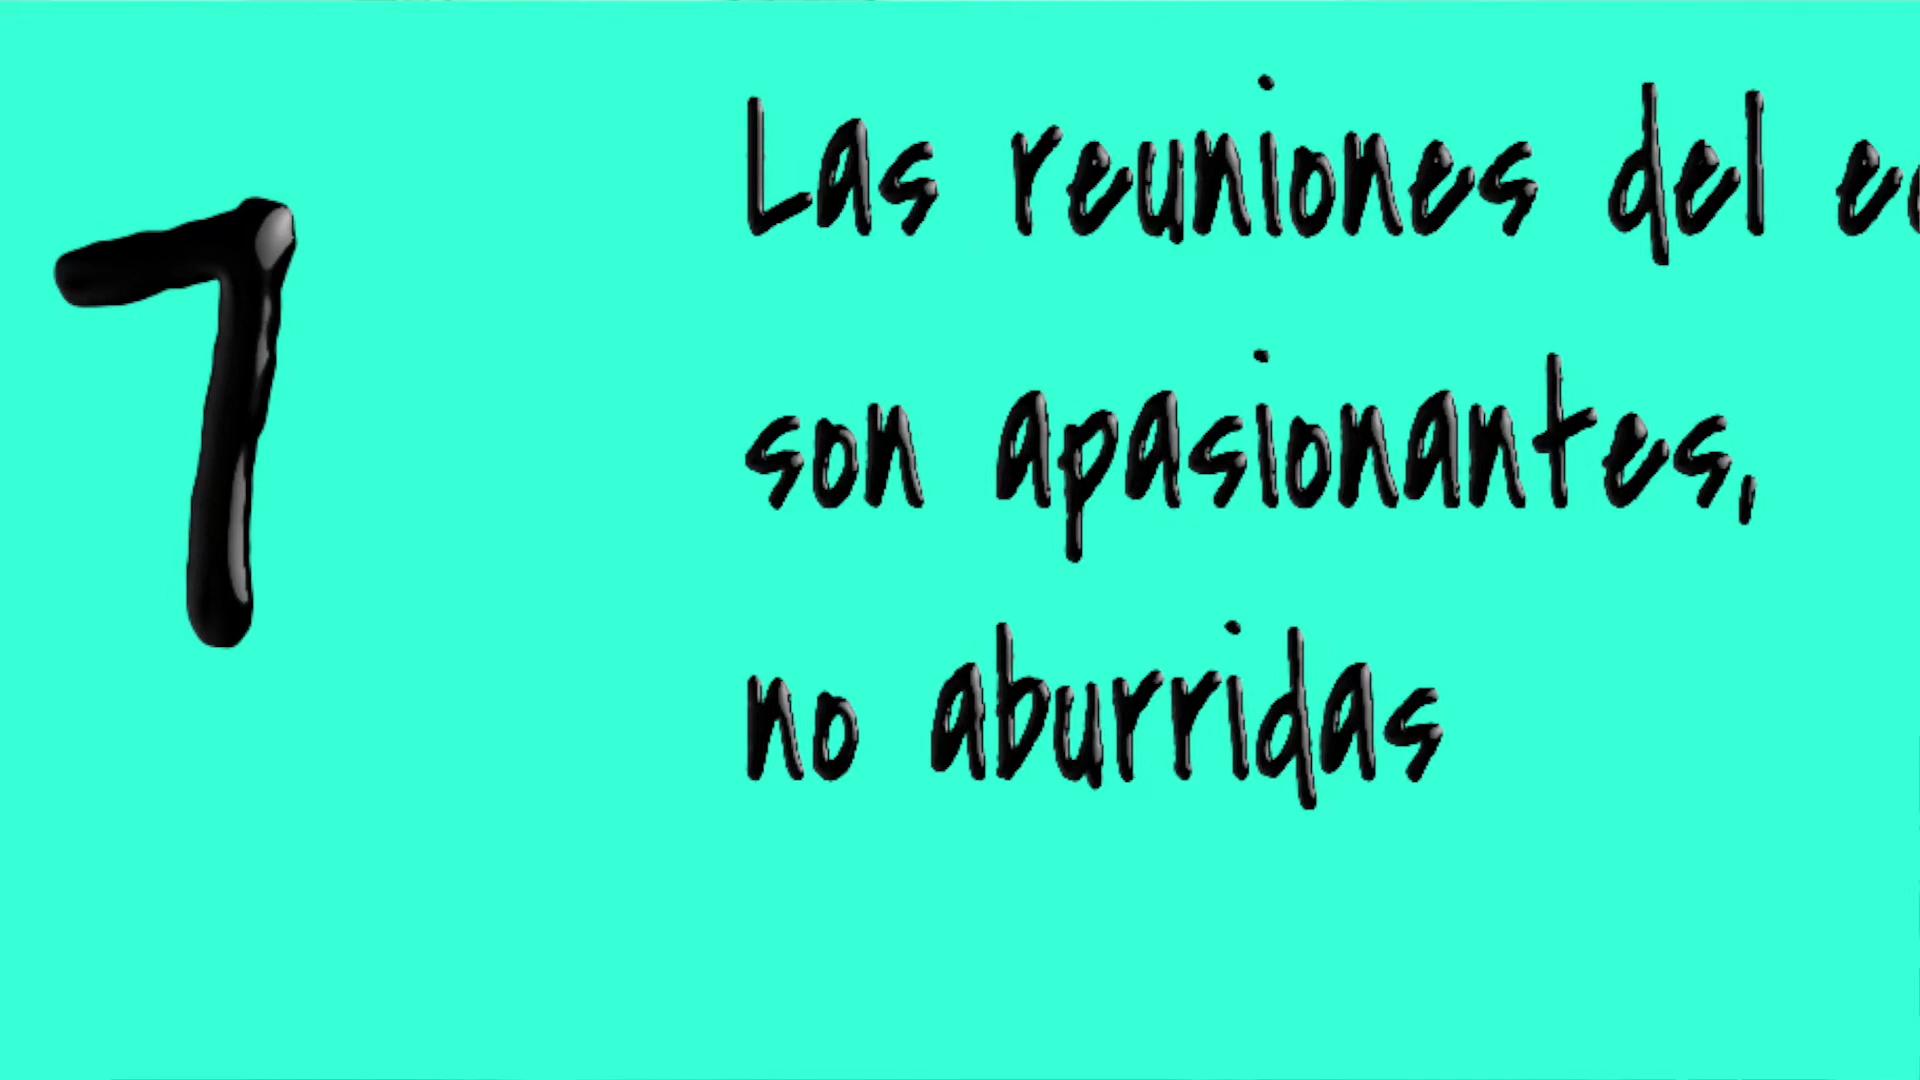 7
Las reuniones del
son apasionantes,
no aburridas